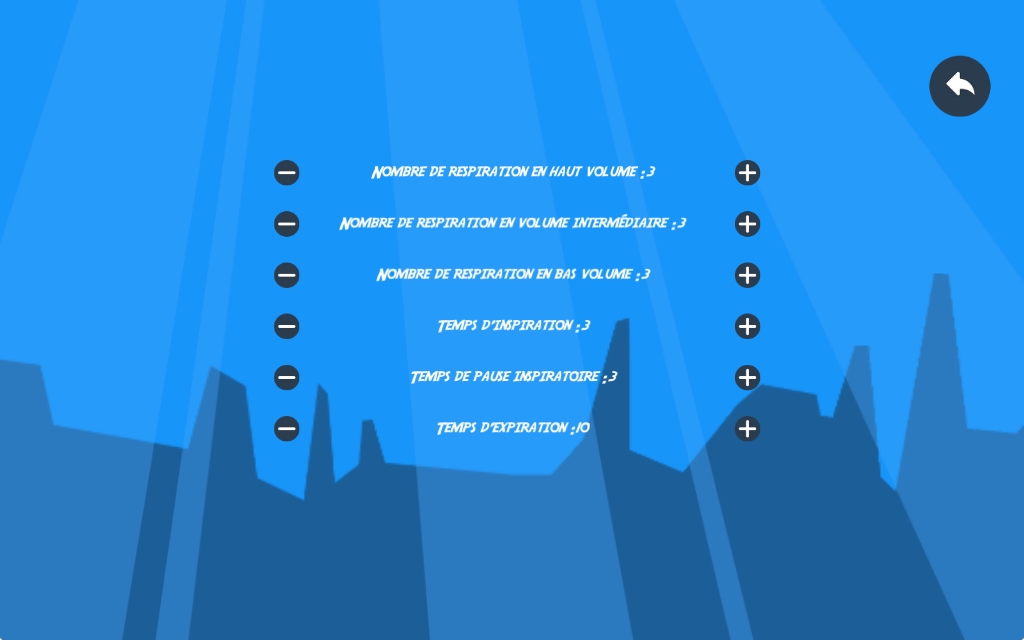 Nombre de respiration en haut volume :3
Nombre de respiration en volume intermédiaire :3
Nombre de respiration en bas volume :3
Temps d'inspiration :3
Temps de pause inspiratoire :3
Temps d'expiration :10